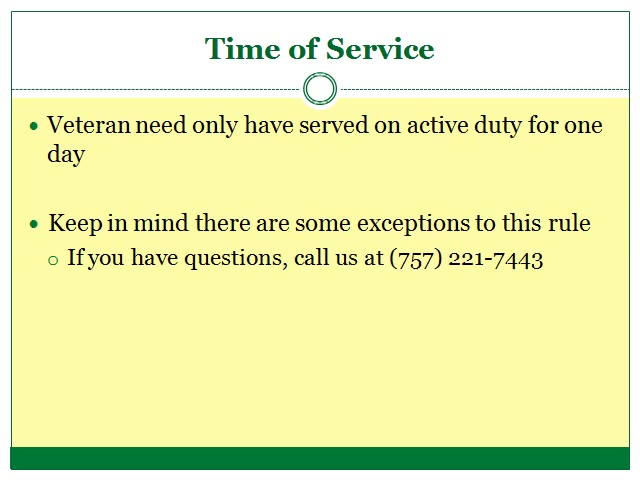 Time of Service
• Veteran need only have served on active duty for one
day
• Keep in mind there are some exceptions to this rule
o If you have questions, call us at (757) 221-7443